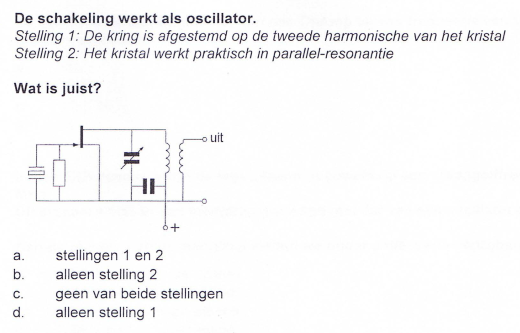 De schakeling werkt als oscillator.
Stelling 1: De kring is afgestemd op de tweede harmonische van het kristal
Stelling 2: Het kristal werkt praktisch in parallel-resonantie
Wat is juist?
uit
+
a. stellingen 1 en 2
b. alleen stelling 2
c. geen van beide stellingen
d. alleen stelling 1